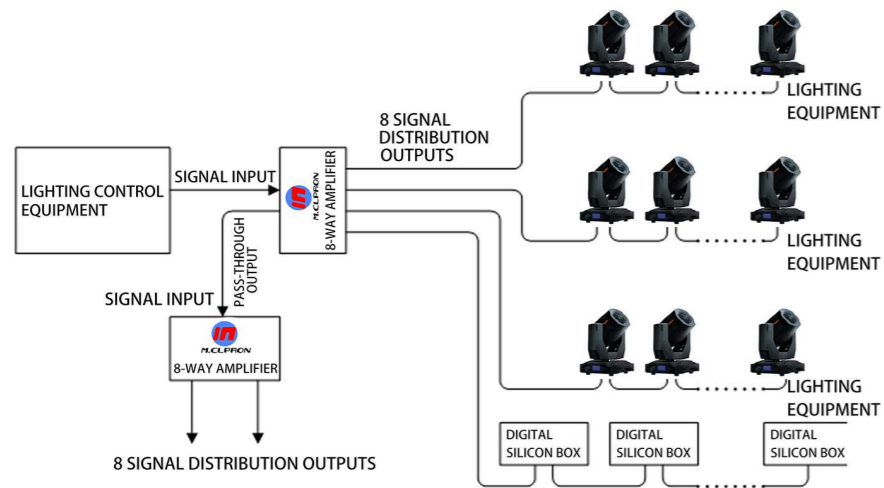 LIGHTING
EQUIPMENT
8 SIGNAL
DISTRIBUTION
OUTPUTS
LIGHTING CONTROL
EQUIPMENT
SIGNAL INPUT
M.CLPRON
8-WAY AMPLIFIER
LIGHTING
EQUIPMENT
PASS-THROUGH
OUTPUT
SIGNAL INPUT
M.CLPRON
8-WAY AMPLIFIER
LIGHTING
EQUIPMENT
DIGITAL
SILICON BOX
DIGITAL
SILICON BOX
DIGITAL
SILICON BOX
8 SIGNAL DISTRIBUTION OUTPUTS